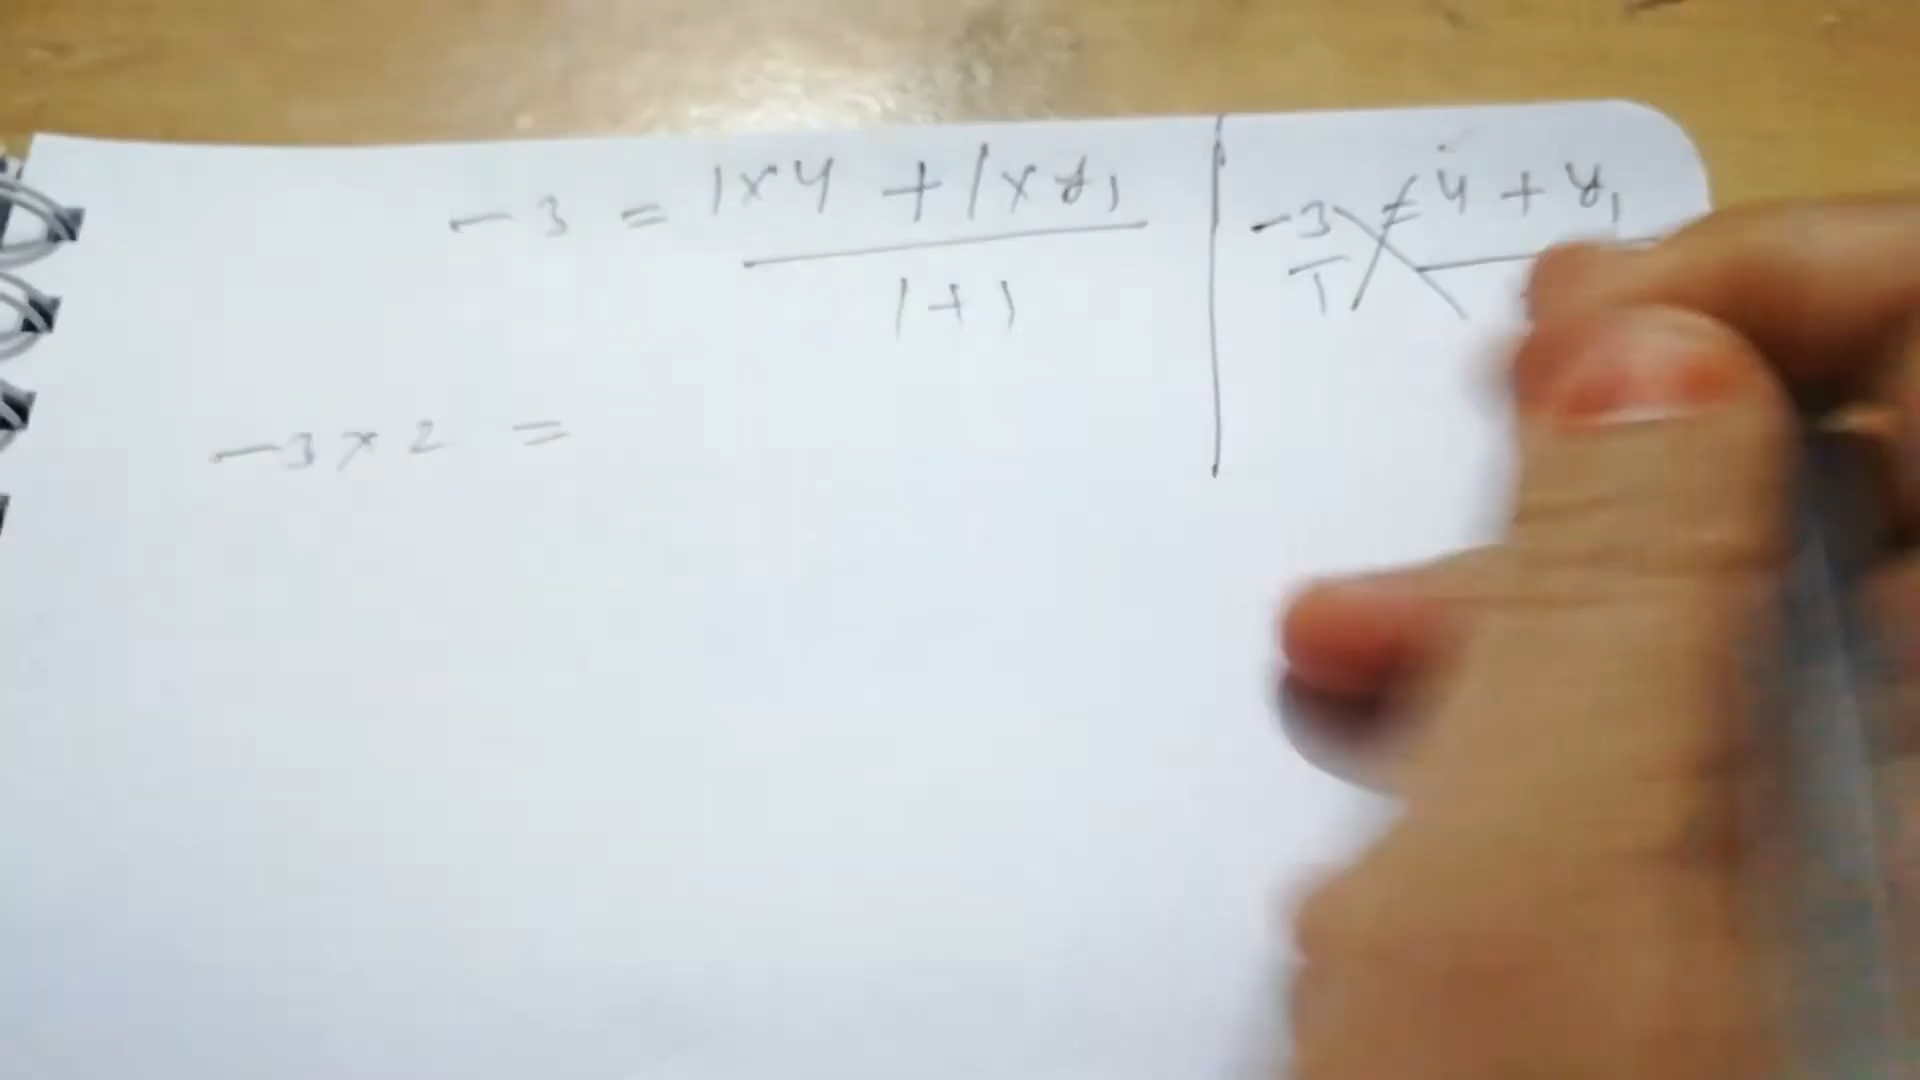 -3 = 1×4 + 1×y₁
1+1
-3 = 4 + y₁
1
-3×2 =